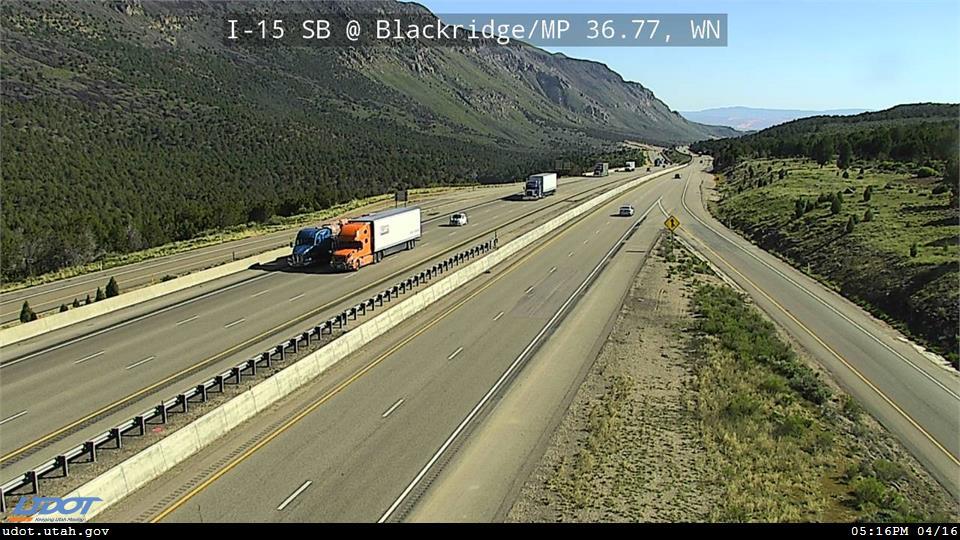 I-15 SB @ Blackridge/MP 36.77, WN
UDOT
Keeping Utah Moving
udot.utah.gov
05:16PM 04/16